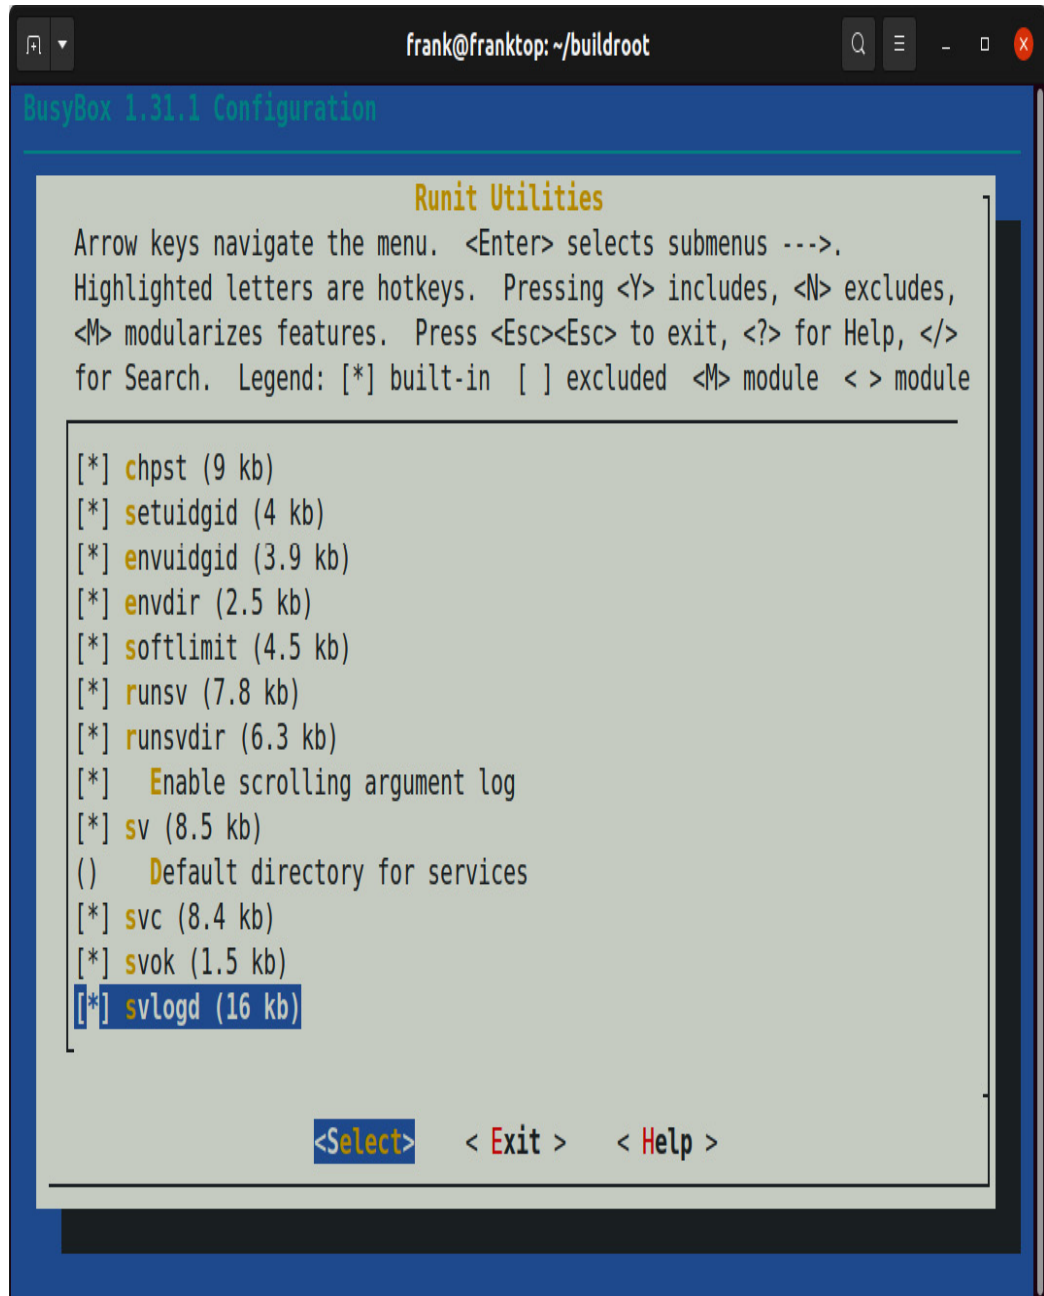 frank@franktop: ~/buildroot
BusyBox 1.31.1 Configuration
Runit Utilities
Arrow keys navigate the menu.  <Enter> selects submenus --->.
Highlighted letters are hotkeys.  Pressing <Y> includes, <N> excludes,
<M> modularizes features.  Press <Esc><Esc> to exit, <?> for Help, </>
for Search.  Legend: [*] built-in  [ ] excluded  <M> module  < > module
[*] chpst (9 kb)
[*] setuidgid (4 kb)
[*] envuidgid (3.9 kb)
[*] envdir (2.5 kb)
[*] softlimit (4.5 kb)
[*] runsv (7.8 kb)
[*] runsvdir (6.3 kb)
[*]   Enable scrolling argument log
[*] sv (8.5 kb)
()    Default directory for services
[*] svc (8.4 kb)
[*] svok (1.5 kb)
[*] svlogd (16 kb)
<Select>    < Exit >    < Help >